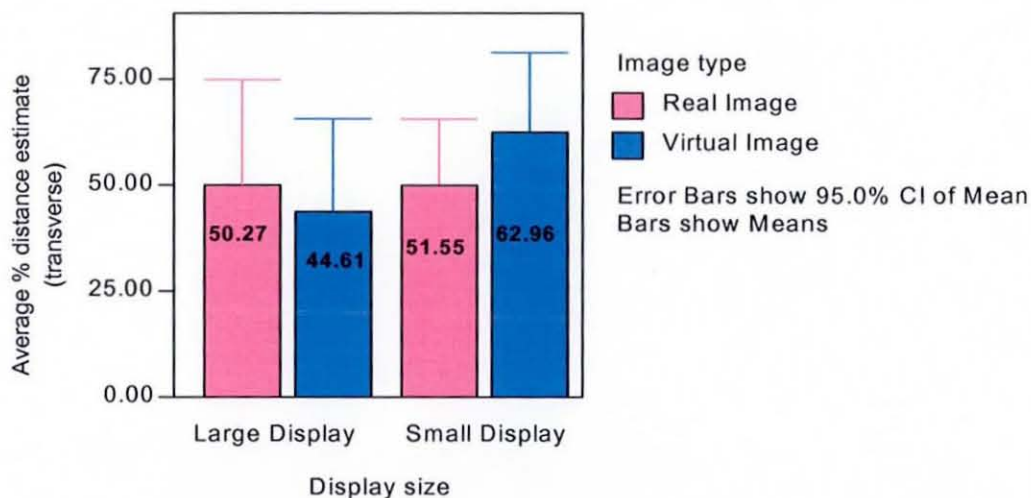 Average % distance estimate
(transverse)
75.00
50.00
25.00
0.00
50.27
44.61
51.55
62.96
Large Display
Small Display
Display size
Image type
Real Image
Virtual Image
Error Bars show 95.0% CI of Mean
Bars show Means